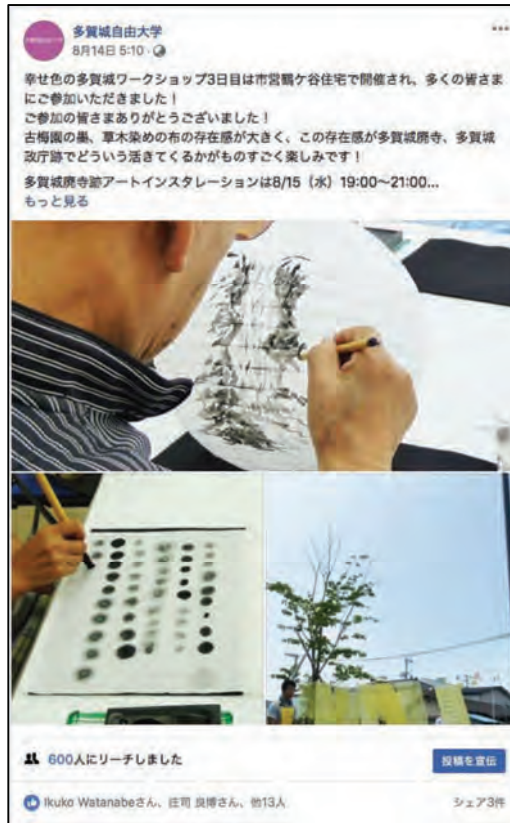 多賀城自由大学
8月14日 5:10
幸せ色の多賀城ワークショップ3日目は市営鶴ケ谷住宅で開催され、多くの皆さま
にご参加いただきました！
ご参加の皆さまありがとうございました！
古梅園の墨、草木染めの布の存在感が大きく、この存在感が多賀城廃寺、多賀城
政庁跡でどういう活きてくるかがものすごく楽しみです！
多賀城廃寺跡アートインスタレーションは8/15（水）19:00〜21:00...
もっと見る
600人にリーチしました
投稿を宣伝
Ikuko Watanabeさん、庄司 良博さん、他13人
シェア3件